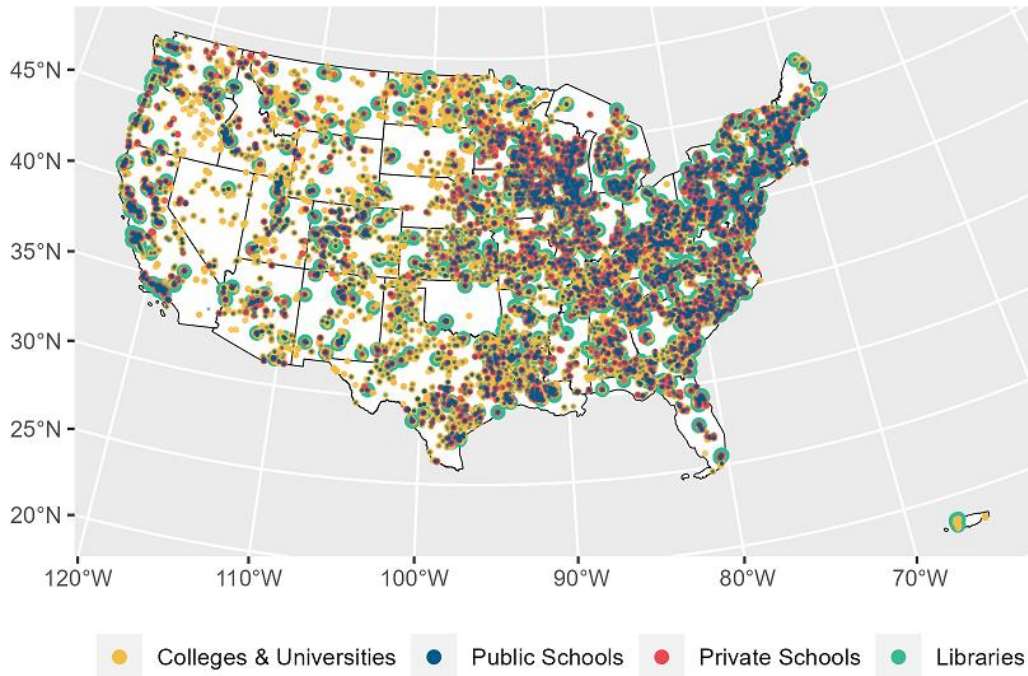 45°N
40°N
35°N
30°N
25°N
20°N
120°W 110°W 100°W 90°W 80°W 70°W
Colleges & Universities Public Schools Private Schools Libraries